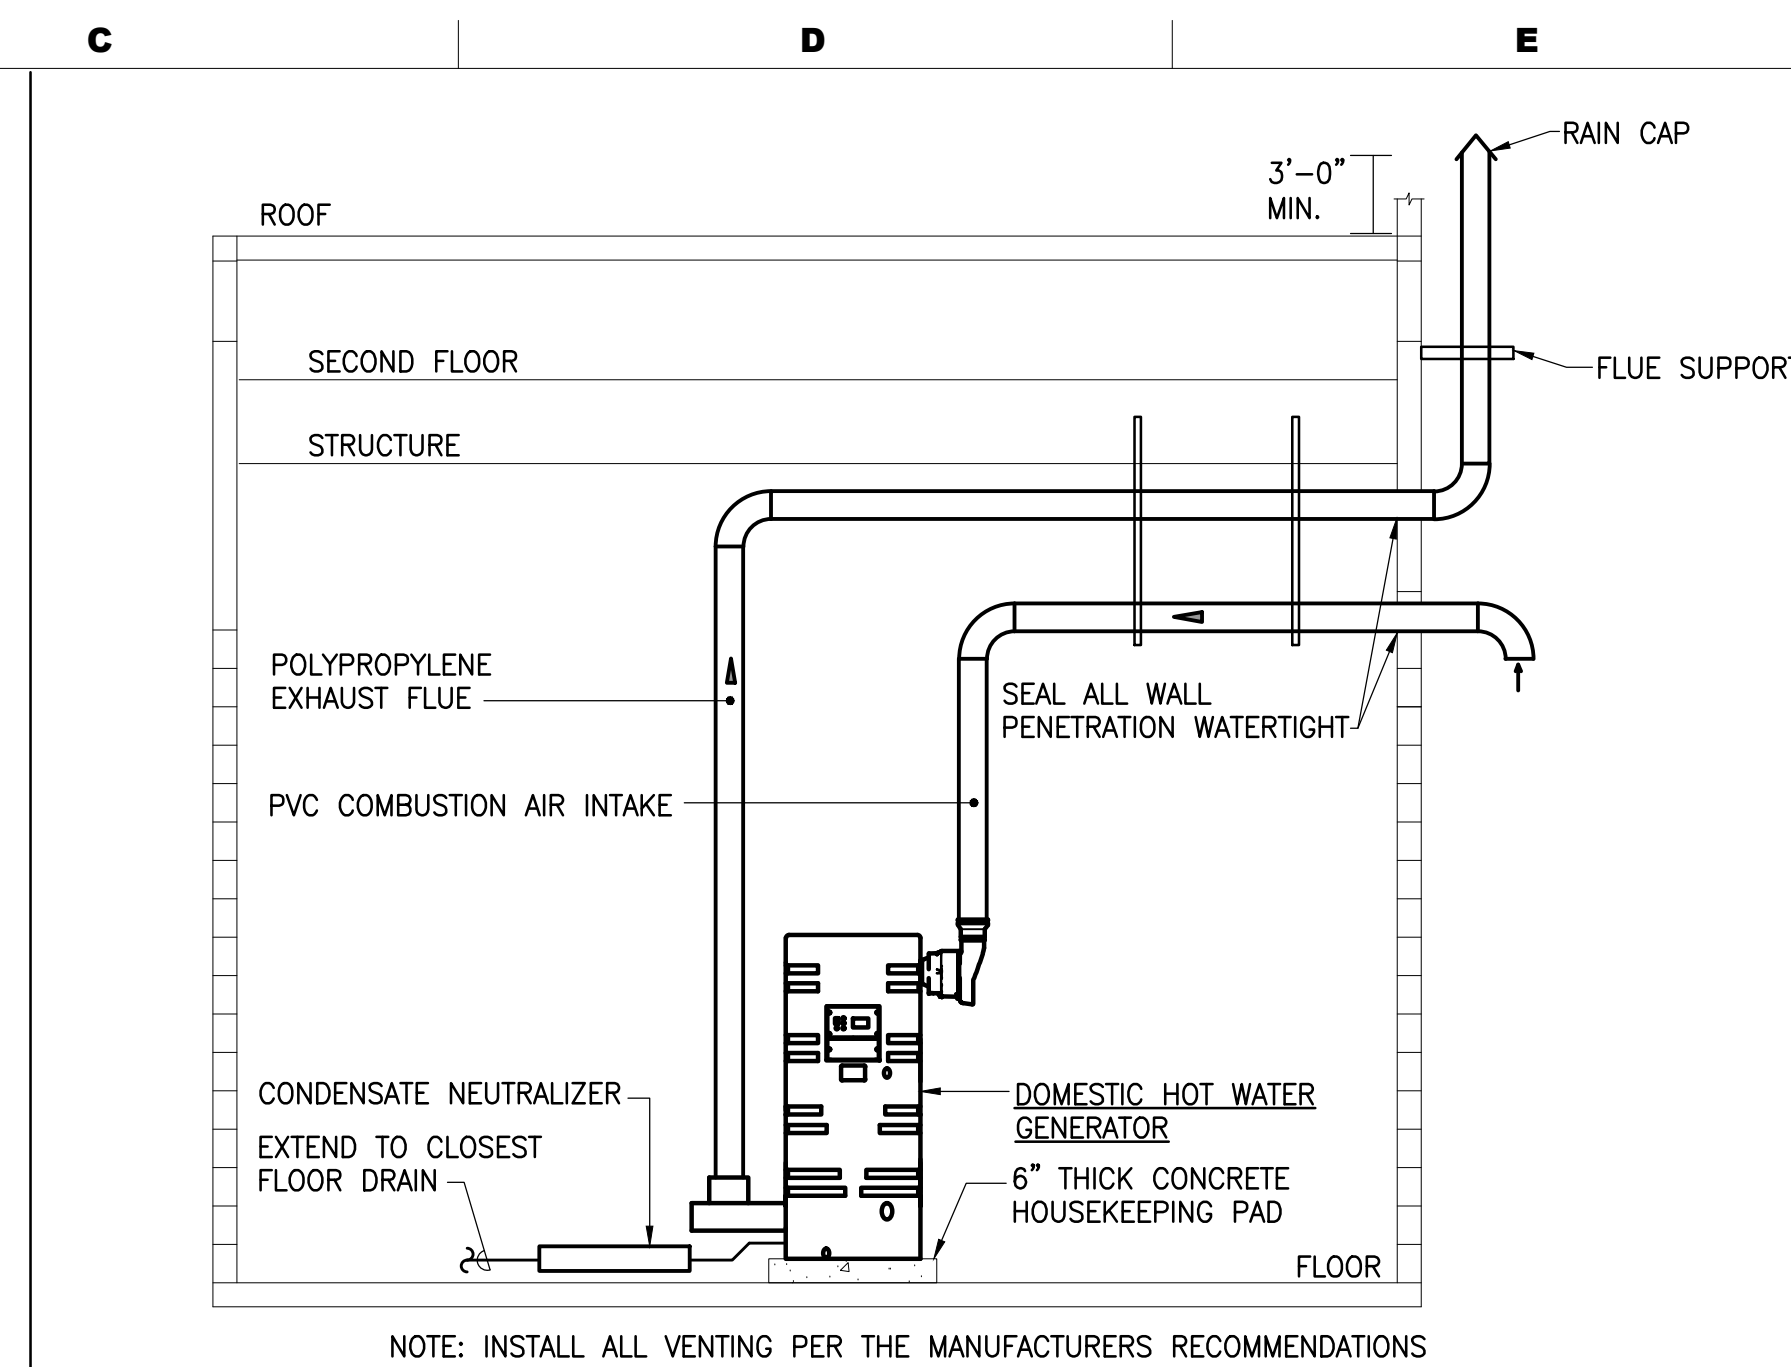 C D E
RAIN CAP
3'-0"
MIN.
ROOF
SECOND FLOOR
FLUE SUPPORT
STRUCTURE
POLYPROPYLENE
EXHAUST FLUE
SEAL ALL WALL
PENETRATION WATERTIGHT
PVC COMBUSTION AIR INTAKE
CONDENSATE NEUTRALIZER
EXTEND TO CLOSEST
FLOOR DRAIN
DOMESTIC HOT WATER
GENERATOR
6" THICK CONCRETE
HOUSEKEEPING PAD
FLOOR
NOTE: INSTALL ALL VENTING PER THE MANUFACTURERS RECOMMENDATIONS